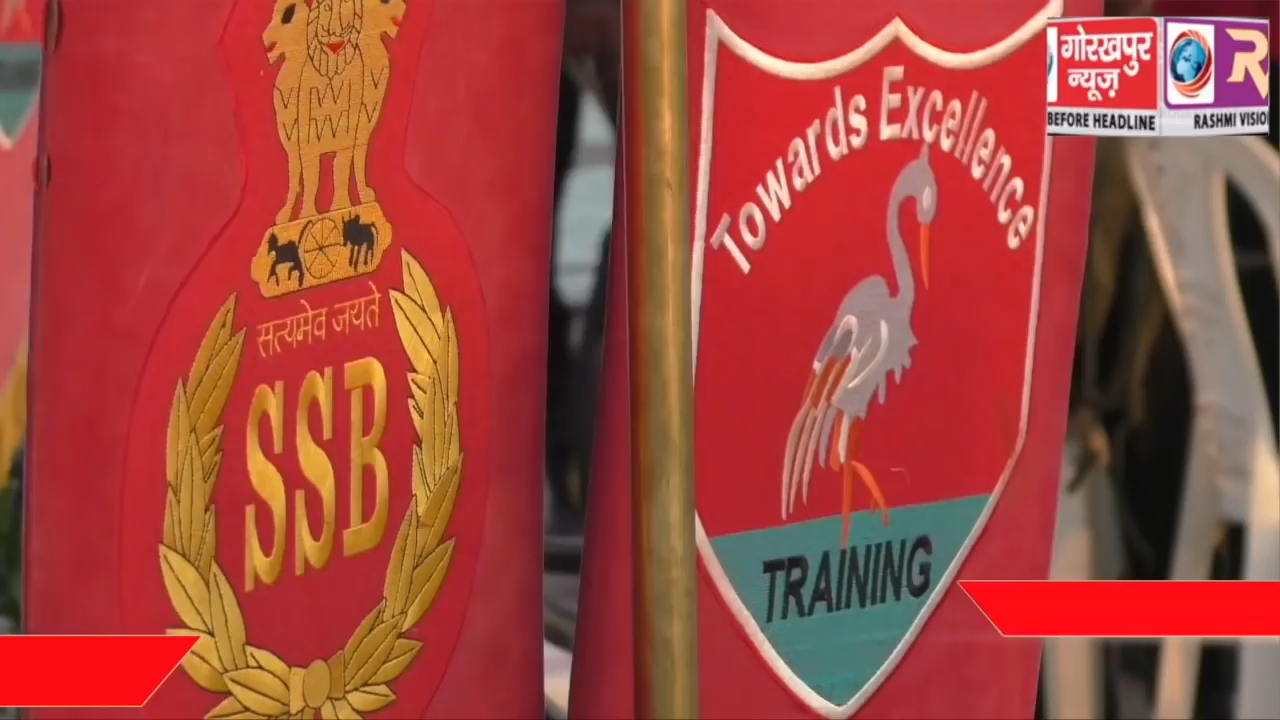 सत्यमेव जयते
SSB
Towards Excellence
TRAINING
गोरखपुर
न्यूज़
BEFORE HEADLINE
R
RASHMI VISIO